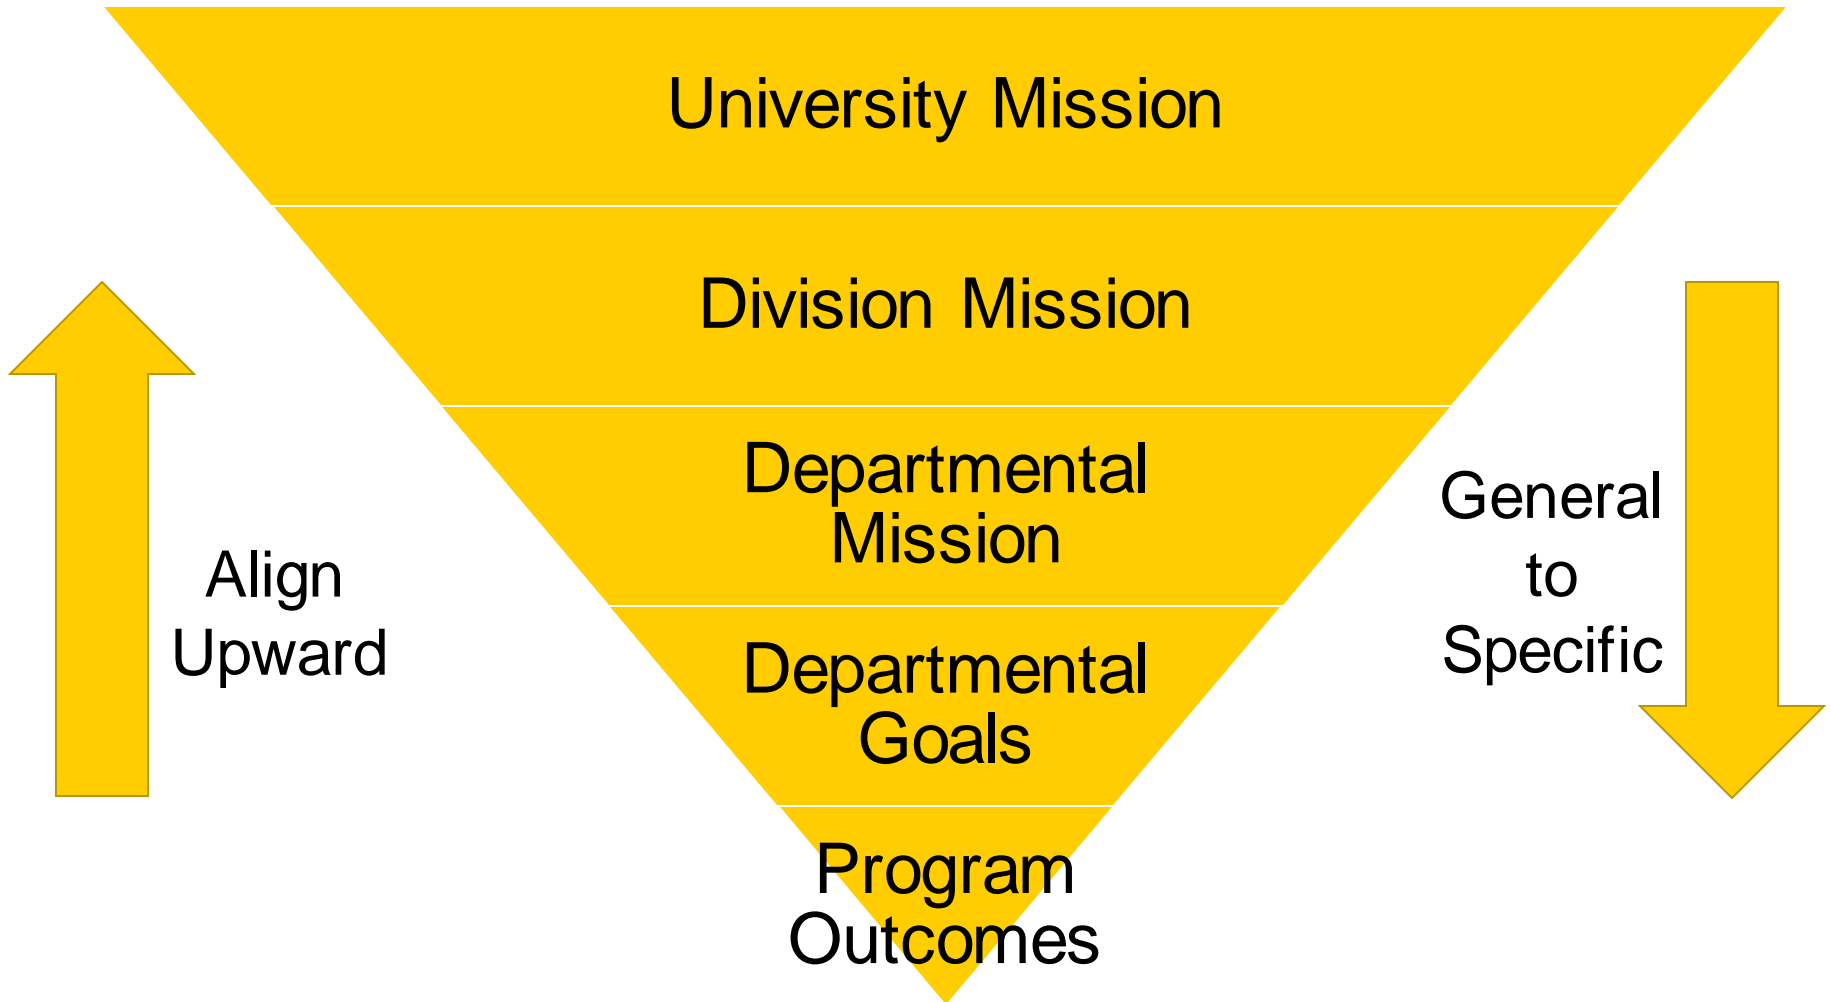 University Mission
Division Mission
Departmental
Mission
Departmental
Goals
Program
Outcomes
Align
Upward
General
to
Specific